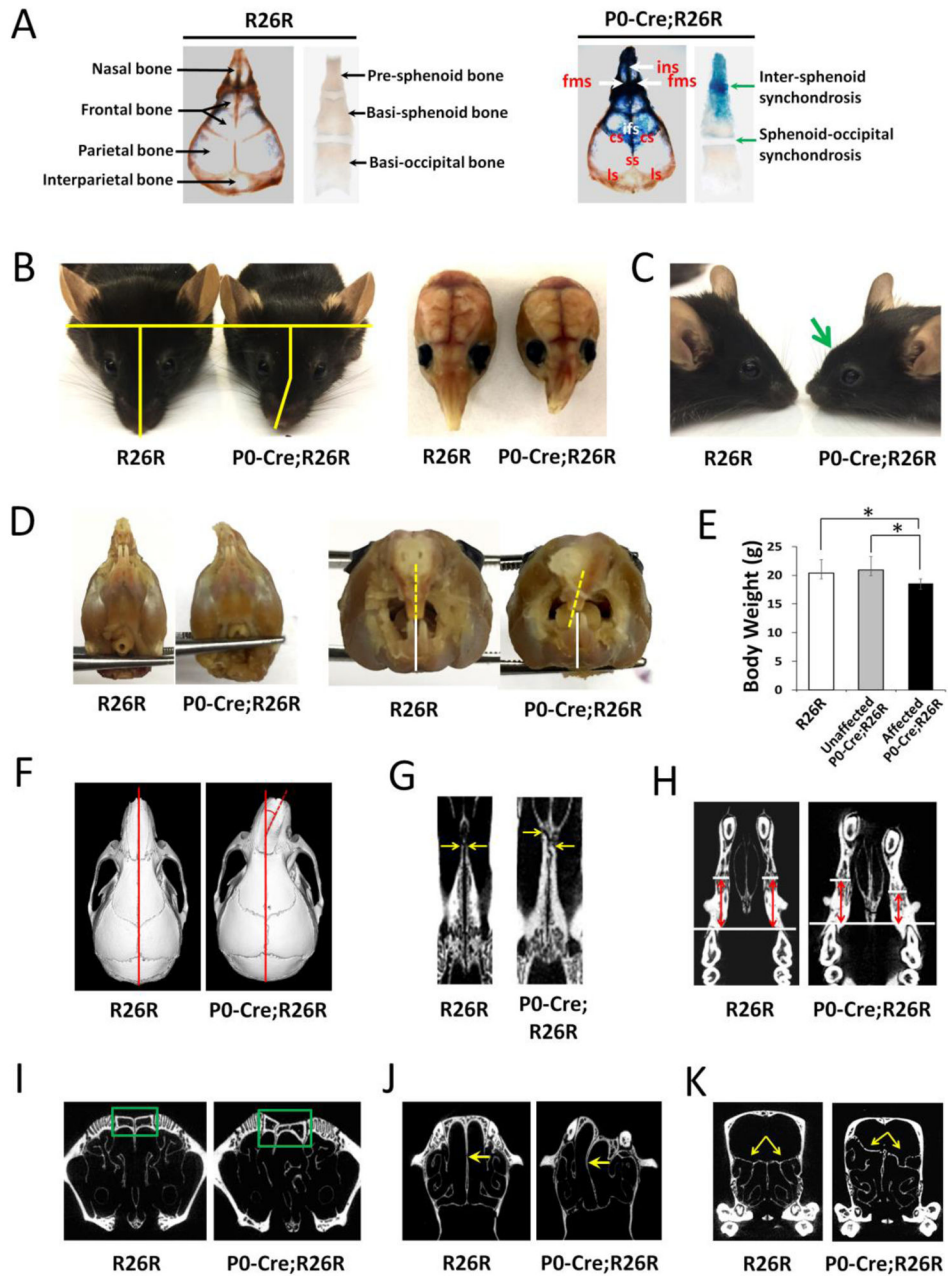 A
R26R
P0-Cre;R26R
Nasal bone
Frontal bone
Parietal bone
Interparietal bone
Pre-sphenoid bone
Basi-sphenoid bone
Basi-occipital bone
ins
fms
fms
ifs
cs
cs
ss
ls
ls
Inter-sphenoid
synchondrosis
Sphenoid-occipital
synchondrosis
B
R26R
P0-Cre;R26R
R26R
P0-Cre;R26R
C
R26R
P0-Cre;R26R
D
R26R
P0-Cre;R26R
R26R
P0-Cre;R26R
E
*
*
Body Weight (g)
25
20
15
10
5
0
R26R
Unaffected
P0-Cre;R26R
Affected
P0-Cre;R26R
F
R26R
P0-Cre;R26R
G
R26R
P0-Cre;
R26R
H
R26R
P0-Cre;R26R
I
R26R
P0-Cre;R26R
J
R26R
P0-Cre;R26R
K
R26R
P0-Cre;R26R